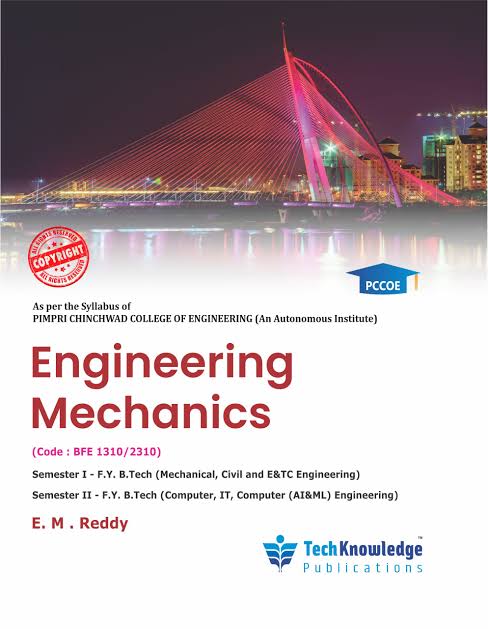 ALL RIGHTS RESERVED
COPYRIGHT
ALL RIGHTS RESERVED
PCCOE
As per the Syllabus of
PIMPRI CHINCHWAD COLLEGE OF ENGINEERING (An Autonomous Institute)
Engineering
Mechanics
(Code : BFE 1310/2310)
Semester I - F.Y. B.Tech (Mechanical, Civil and E&TC Engineering)
Semester II - F.Y. B.Tech (Computer, IT, Computer (AI&ML) Engineering)
E. M . Reddy
TechKnowledge™
Publications